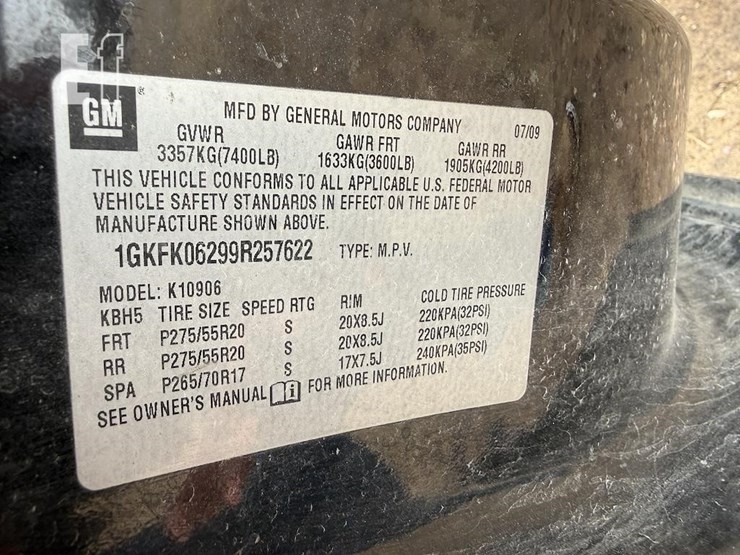 Ef
GM
MFD BY GENERAL MOTORS COMPANY 07/09
GVWR GAWR FRT GAWR RR
3357KG(7400LB) 1633KG(3600LB) 1905KG(4200LB)
THIS VEHICLE CONFORMS TO ALL APPLICABLE U.S. FEDERAL MOTOR
VEHICLE SAFETY STANDARDS IN EFFECT ON THE DATE OF
MANUFACTURE SHOWN ABOVE.
1GKFK06299R257622 TYPE: M.P.V.
MODEL: K10906
KBH5 TIRE SIZE SPEED RTG RIM COLD TIRE PRESSURE
FRT P275/55R20 S 20X8.5J 220KPA(32PSI)
RR P275/55R20 S 20X8.5J 220KPA(32PSI)
SPA P265/70R17 S 17X7.5J 240KPA(35PSI)
SEE OWNER'S MANUAL i FOR MORE INFORMATION.